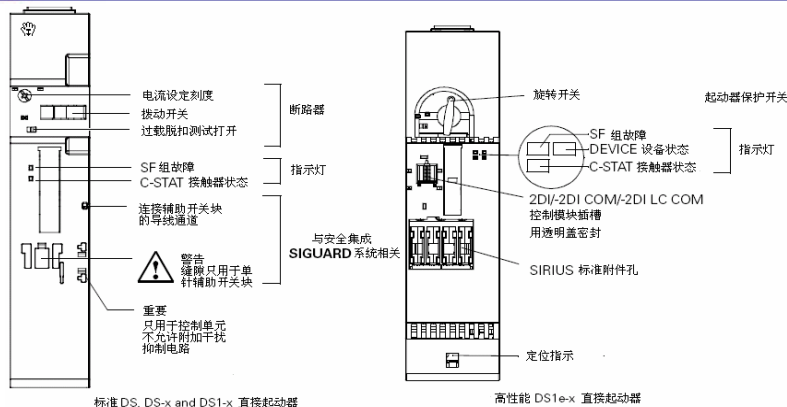 电流设定刻度
拨动开关
过载脱扣测试打开
断路器
SF 组故障
C-STAT 接触器状态
指示灯
连接辅助开关块
的导线通道
与安全集成
SIGUARD 系统相关
警告
缝隙只用于单
针辅助开关块
重要
只用于控制单元
不允许附加干扰
抑制电路
标准 DS, DS-x and DS1-x 直接起动器
旋转开关
起动器保护开关
SF 组故障
DEVICE 设备状态
C-STAT 接触器状态
指示灯
2DI/-2DI COM/-2DI LC COM
控制模块插槽
用透明盖密封
SIRIUS 标准附件孔
定位指示
高性能 DS1e-x 直接起动器